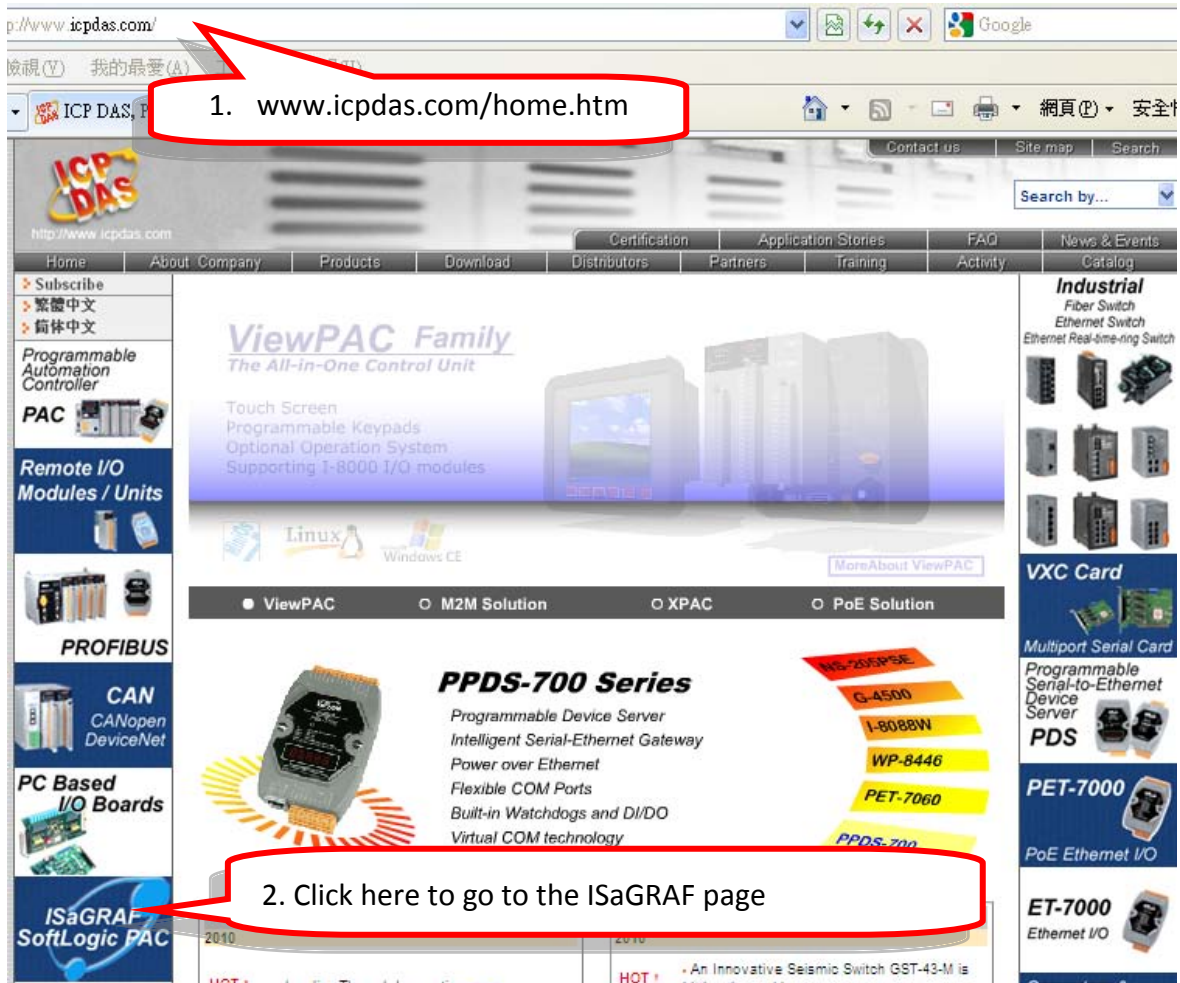 p://www.icpdas.com/
Google
檢視(V) 我的最愛(A)
1. www.icpdas.com/home.htm
ICP DAS, P
網頁(P) 安全性
Contact us Site map Search
ICP DAS
http://www.icpdas.com
Search by...
Certification Application Stories FAQ News & Events
Home About Company Products Download Distributors Partners Training Activity Catalog
Subscribe
繁體中文
简体中文
Programmable
Automation
Controller
PAC
Remote I/O
Modules / Units
PROFIBUS
CAN
CANopen
DeviceNet
PC Based
I/O Boards
ISaGRAF
SoftLogic PAC
ViewPAC Family
The All-in-One Control Unit
Touch Screen
Programmable Keypads
Optional Operation System
Supporting I-8000 I/O modules
Linux
Windows CE
MoreAbout ViewPAC
ViewPAC M2M Solution XPAC PoE Solution
PPDS-700 Series
Programmable Device Server
Intelligent Serial-Ethernet Gateway
Power over Ethernet
Flexible COM Ports
Built-in Watchdogs and DI/DO
Virtual COM technology
NS-205PSE
G-4500
I-8088W
WP-8446
PET-7060
PPDS-700
2. Click here to go to the ISaGRAF page
2010
2010
HOT !
HOT !
An Innovative Seismic Switch GST-43-M is
Industrial
Fiber Switch
Ethernet Switch
Ethernet Real-time-ring Switch
VXC Card
Multiport Serial Card
Programmable
Serial-to-Ethernet
Device
Server
PDS
PET-7000
PoE Ethernet I/O
ET-7000
Ethernet I/O